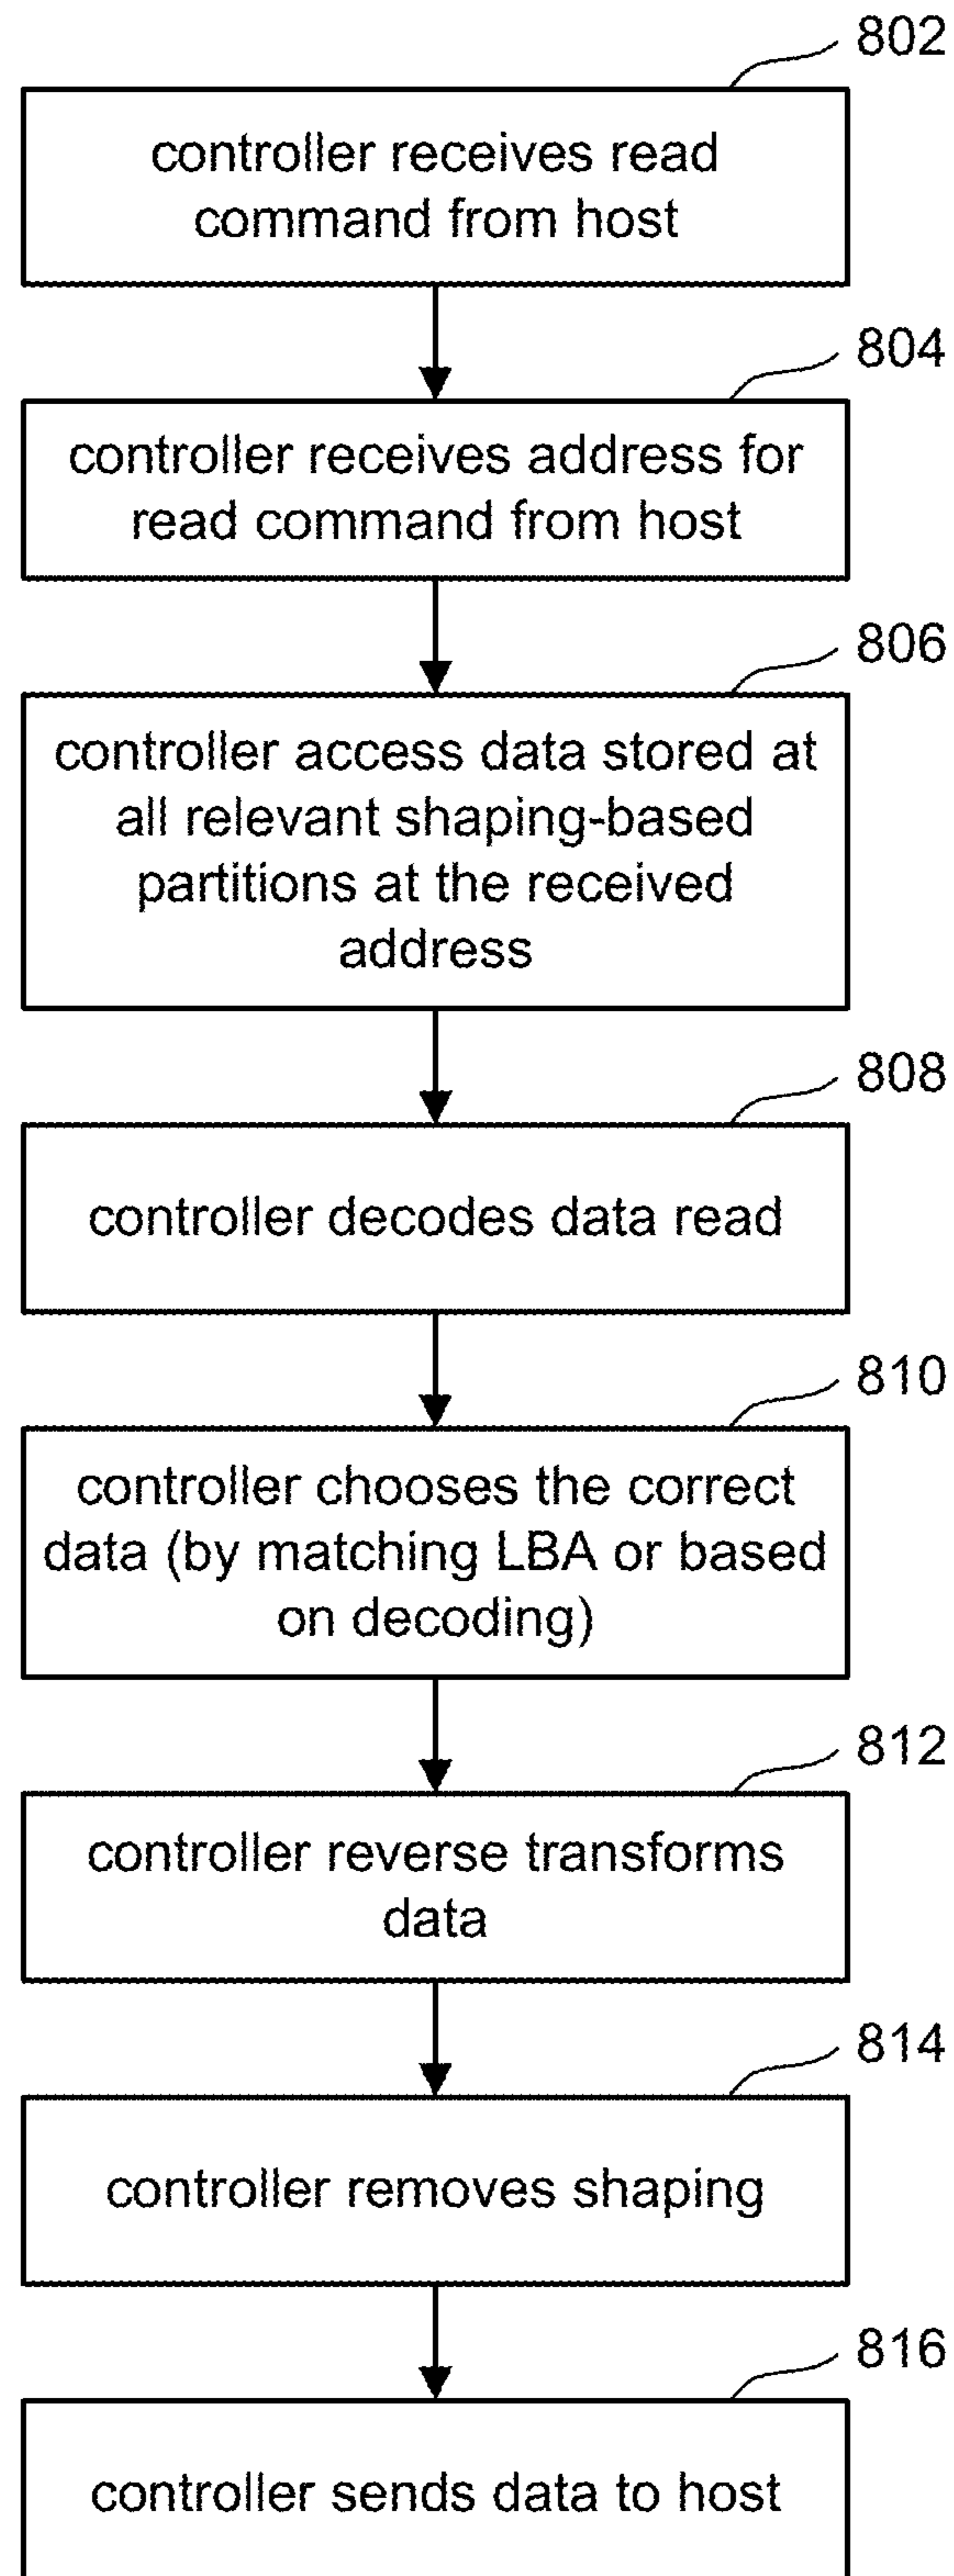 802
controller receives read
command from host
804
controller receives address for
read command from host
806
controller access data stored at
all relevant shaping-based
partitions at the received
address
808
controller decodes data read
810
controller chooses the correct
data (by matching LBA or based
on decoding)
812
controller reverse transforms
data
814
controller removes shaping
816
controller sends data to host